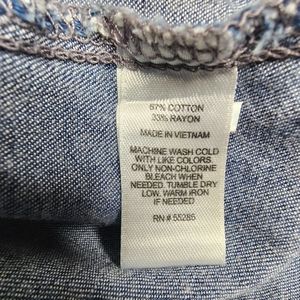 67% COTTON
33% RAYON
MADE IN VIETNAM
MACHINE WASH COLD
WITH LIKE COLORS.
ONLY NON-CHLORINE
BLEACH WHEN
NEEDED. TUMBLE DRY
LOW. WARM IRON IF
NEEDED
RN # 55285